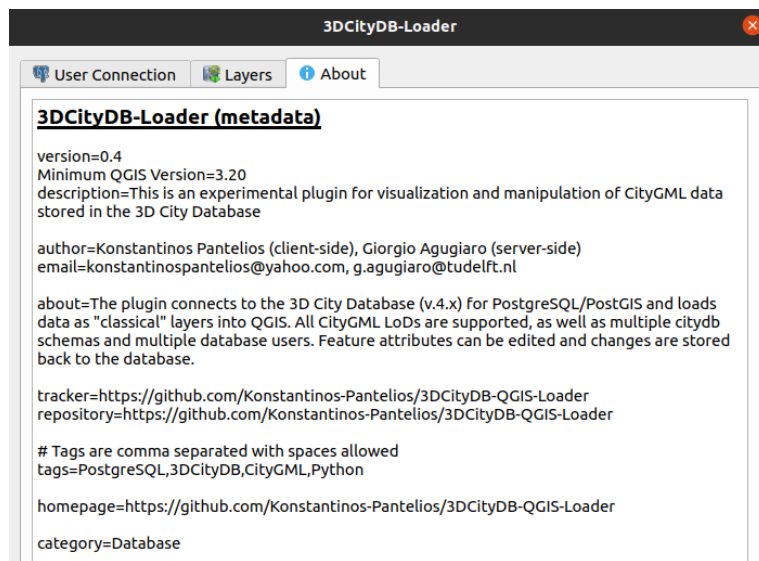 3DCityDB-Loader
User Connection
Layers
About
3DCityDB-Loader (metadata)
version=0.4
Minimum QGIS Version=3.20
description=This is an experimental plugin for visualization and manipulation of CityGML data
stored in the 3D City Database
author=Konstantinos Pantelios (client-side), Giorgio Agugiaro (server-side)
email=konstantinospantelios@yahoo.com, g.agugiaro@tudelft.nl
about=The plugin connects to the 3D City Database (v.4.x) for PostgreSQL/PostGIS and loads
data as "classical" layers into QGIS. All CityGML LoDs are supported, as well as multiple citydb
schemas and multiple database users. Feature attributes can be edited and changes are stored
back to the database.
tracker=https://github.com/Konstantinos-Pantelios/3DCityDB-QGIS-Loader
repository=https://github.com/Konstantinos-Pantelios/3DCityDB-QGIS-Loader
# Tags are comma separated with spaces allowed
tags=PostgreSQL,3DCityDB,CityGML,Python
homepage=https://github.com/Konstantinos-Pantelios/3DCityDB-QGIS-Loader
category=Database